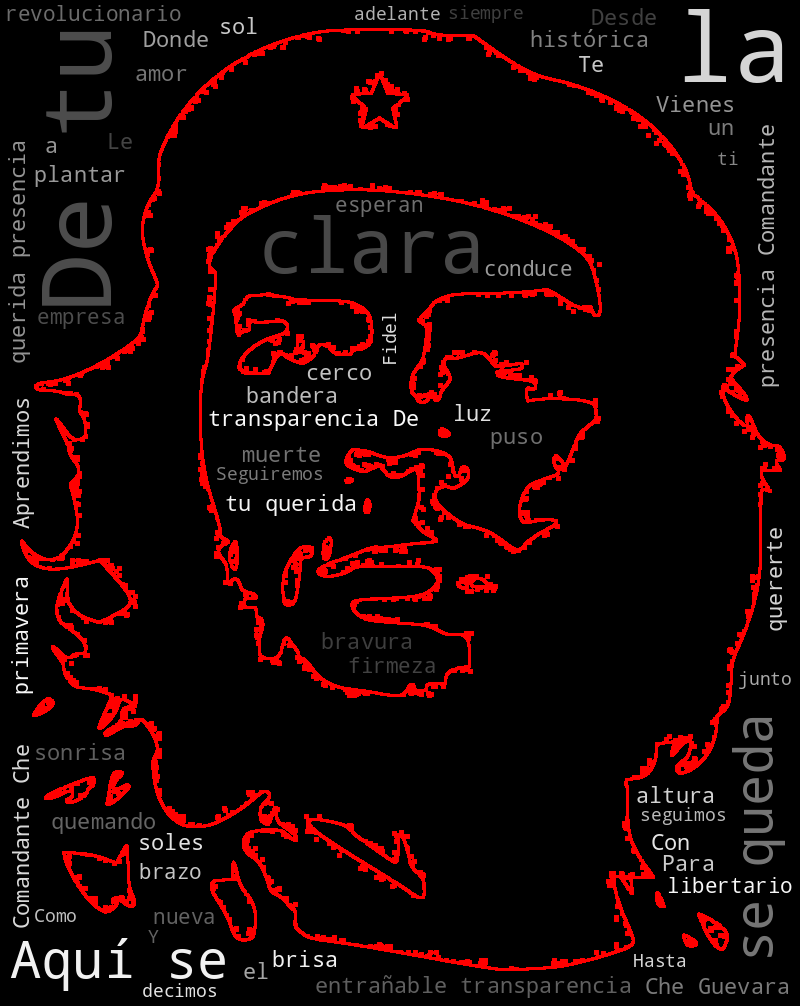 revolucionario
Donde
sol
adelante
siempre
Desde
histórica
Te
la
De tu
amor
Vienes
un
ti
a
Le
plantar
querida presencia
presencia Comandante
esperan
clara
conduce
empresa
Fidel
cerco
bandera
transparencia De
luz
puso
Aprendimos
muerte
Seguiremos
tu querida
quererte
primavera
bravura
firmeza
junto
sonrisa
se queda
Comandante Che
altura
seguimos
quemando
soles
Con
brazo
Para
libertario
Como
nueva
Y
Aquí se
el
brisa
Hasta
decimos
entrañable transparencia
Che Guevara